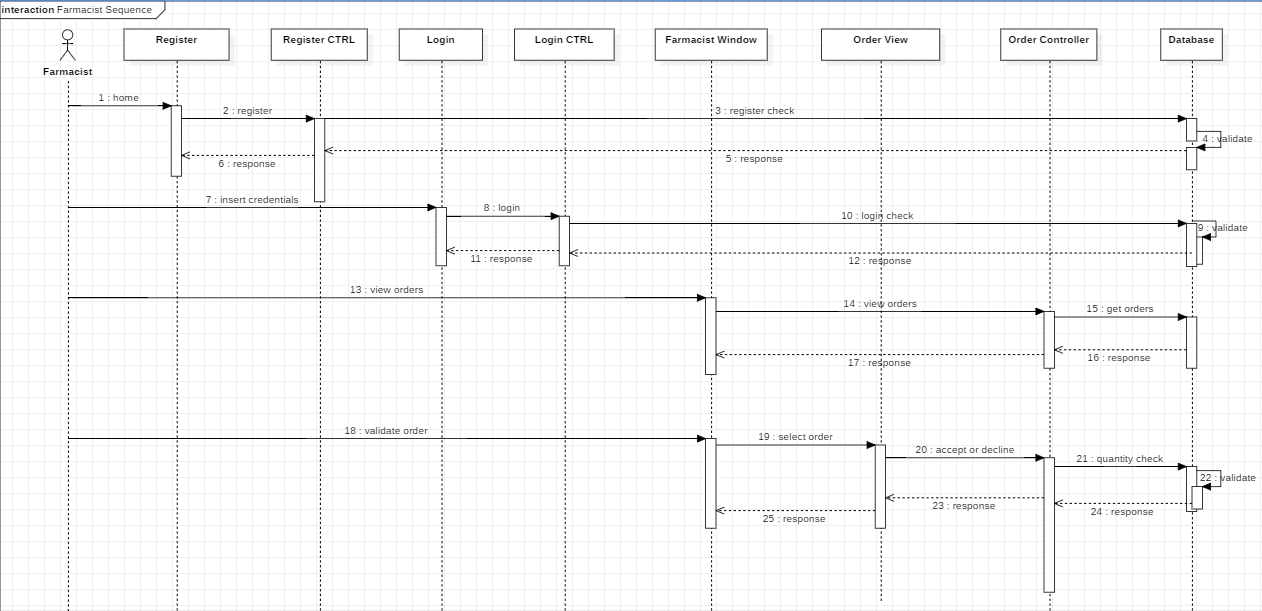 interaction Farmacist Sequence
Register
Register CTRL
Login
Login CTRL
Farmacist Window
Order View
Order Controller
Database
Farmacist
1 : home
2 : register
3 : register check
4 : validate
5 : response
6 : response
7 : insert credentials
8 : login
10 : login check
9 : validate
11 : response
12 : response
13 : view orders
14 : view orders
15 : get orders
16 : response
17 : response
18 : validate order
19 : select order
20 : accept or decline
21 : quantity check
22 : validate
23 : response
24 : response
25 : response